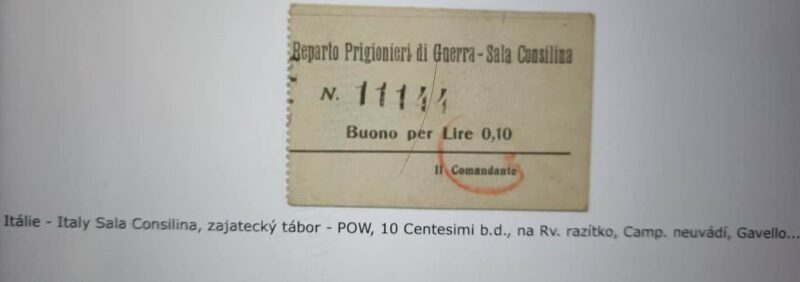 Reparto Prigionieri di Guerra - Sala Consilina
N. 11144
Buono per Lire 0,10
Il Comandante
Itálie - Italy Sala Consilina, zajatecký tábor - POW, 10 Centesimi b.d., na Rv. razítko, Camp. neuvádí, Gavello...